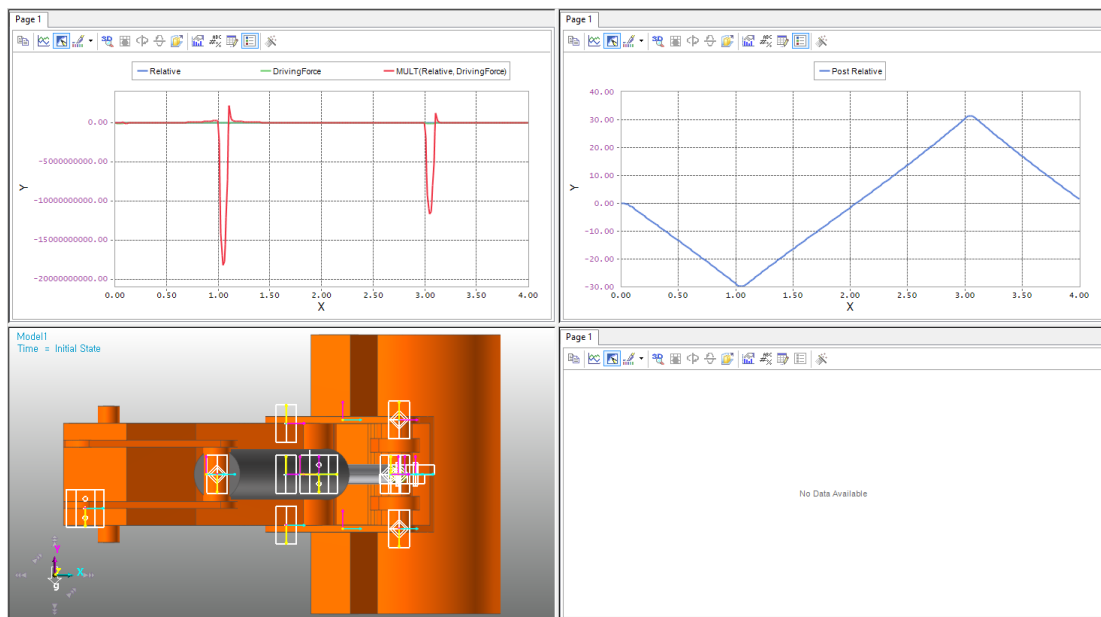 Page 1
Relative
DrivingForce
MULT(Relative, DrivingForce)
0.00
-5000000000.00
-10000000000.00
-15000000000.00
-20000000000.00
Y
0.00 0.50 1.00 1.50 2.00 2.50 3.00 3.50 4.00
X
Page 1
Post Relative
40.00
30.00
20.00
10.00
0.00
-10.00
-20.00
-30.00
Y
0.00 0.50 1.00 1.50 2.00 2.50 3.00 3.50 4.00
X
Model1
Time = Initial State
Y
X
g
Page 1
No Data Available